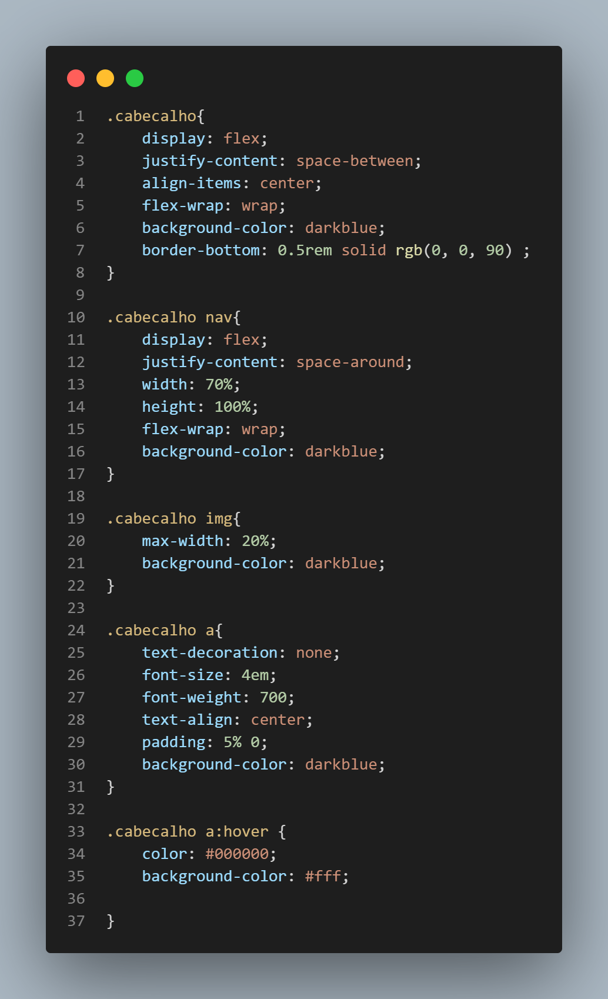 1 .cabecalho{
2     display: flex;
3     justify-content: space-between;
4     align-items: center;
5     flex-wrap: wrap;
6     background-color: darkblue;
7     border-bottom: 0.5rem solid rgb(0, 0, 90) ;
8 }
9
10 .cabecalho nav{
11     display: flex;
12     justify-content: space-around;
13     width: 70%;
14     height: 100%;
15     flex-wrap: wrap;
16     background-color: darkblue;
17 }
18
19 .cabecalho img{
20     max-width: 20%;
21     background-color: darkblue;
22 }
23
24 .cabecalho a{
25     text-decoration: none;
26     font-size: 4em;
27     font-weight: 700;
28     text-align: center;
29     padding: 5% 0;
30     background-color: darkblue;
31 }
32
33 .cabecalho a:hover {
34     color: #000000;
35     background-color: #fff;
36
37 }